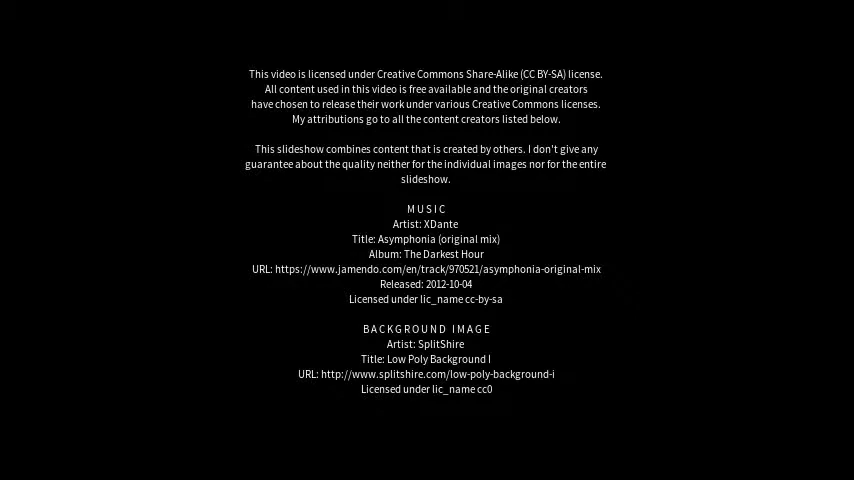 This video is licensed under Creative Commons Share-Alike (CC BY-SA) license.
All content used in this video is free available and the original creators
have chosen to release their work under various Creative Commons licenses.
My attributions go to all the content creators listed below.
This slideshow combines content that is created by others. I don't give any
guarantee about the quality neither for the individual images nor for the entire
slideshow.
MUSIC
Artist: XDante
Title: Asymphonia (original mix)
Album: The Darkest Hour
URL: https://www.jamendo.com/en/track/970521/asymphonia-original-mix
Released: 2012-10-04
Licensed under lic_name cc-by-sa
BACKGROUND IMAGE
Artist: SplitShire
Title: Low Poly Background I
URL: http://www.splitshire.com/low-poly-background-i
Licensed under lic_name cc0